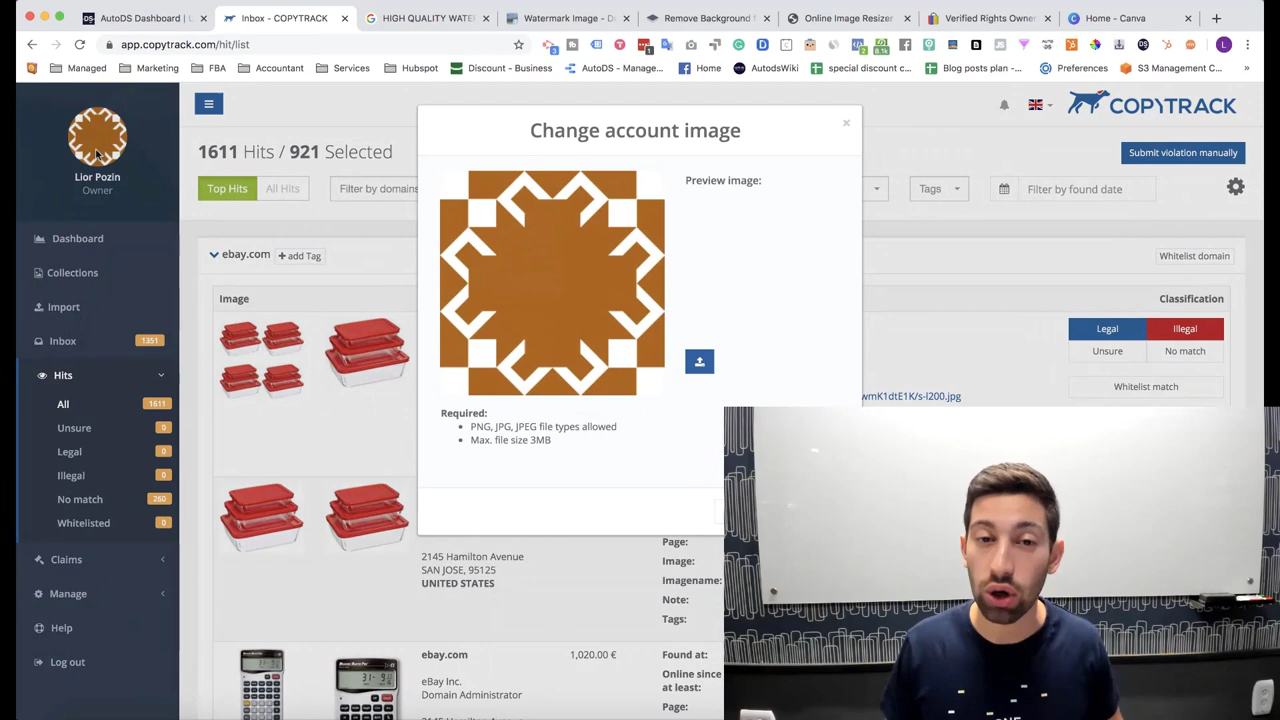 AutoDS Dashboard | L
Inbox - COPYTRACK
HIGH QUALITY WATE
Watermark Image - D
Remove Background f
Online Image Resizer
Verified Rights Owner
Home - Canva
app.copytrack.com/hit/list
Managed
Marketing
FBA
Accountant
Services
Hubspot
Discount - Business
AutoDS - Manage...
Home
AutodsWiki
special discount c...
Blog posts plan -...
Preferences
S3 Management C...
Lior Pozin
Owner
Dashboard
Collections
Import
Inbox 1351
Hits
All 1611
Unsure 0
Legal 0
Illegal 0
No match 260
Whitelisted 0
Claims
Manage
Help
Log out
COPYTRACK
1611 Hits / 921 Selected
Submit violation manually
Top Hits
All Hits
Filter by domains
Tags
Filter by found date
ebay.com
+ add Tag
Whitelist domain
Image
Classification
Legal
Illegal
Unsure
No match
Whitelist match
wmK1dtE1K/s-l200.jpg
Change account image
×
Preview image:
Required:
PNG, JPG, JPEG file types allowed
Max. file size 3MB
2145 Hamilton Avenue
SAN JOSE, 95125
UNITED STATES
Page:
Image:
Imagename:
Note:
Tags:
ebay.com
1,020.00 €
Found at:
eBay Inc.
Domain Administrator
Online since
at least:
Page: